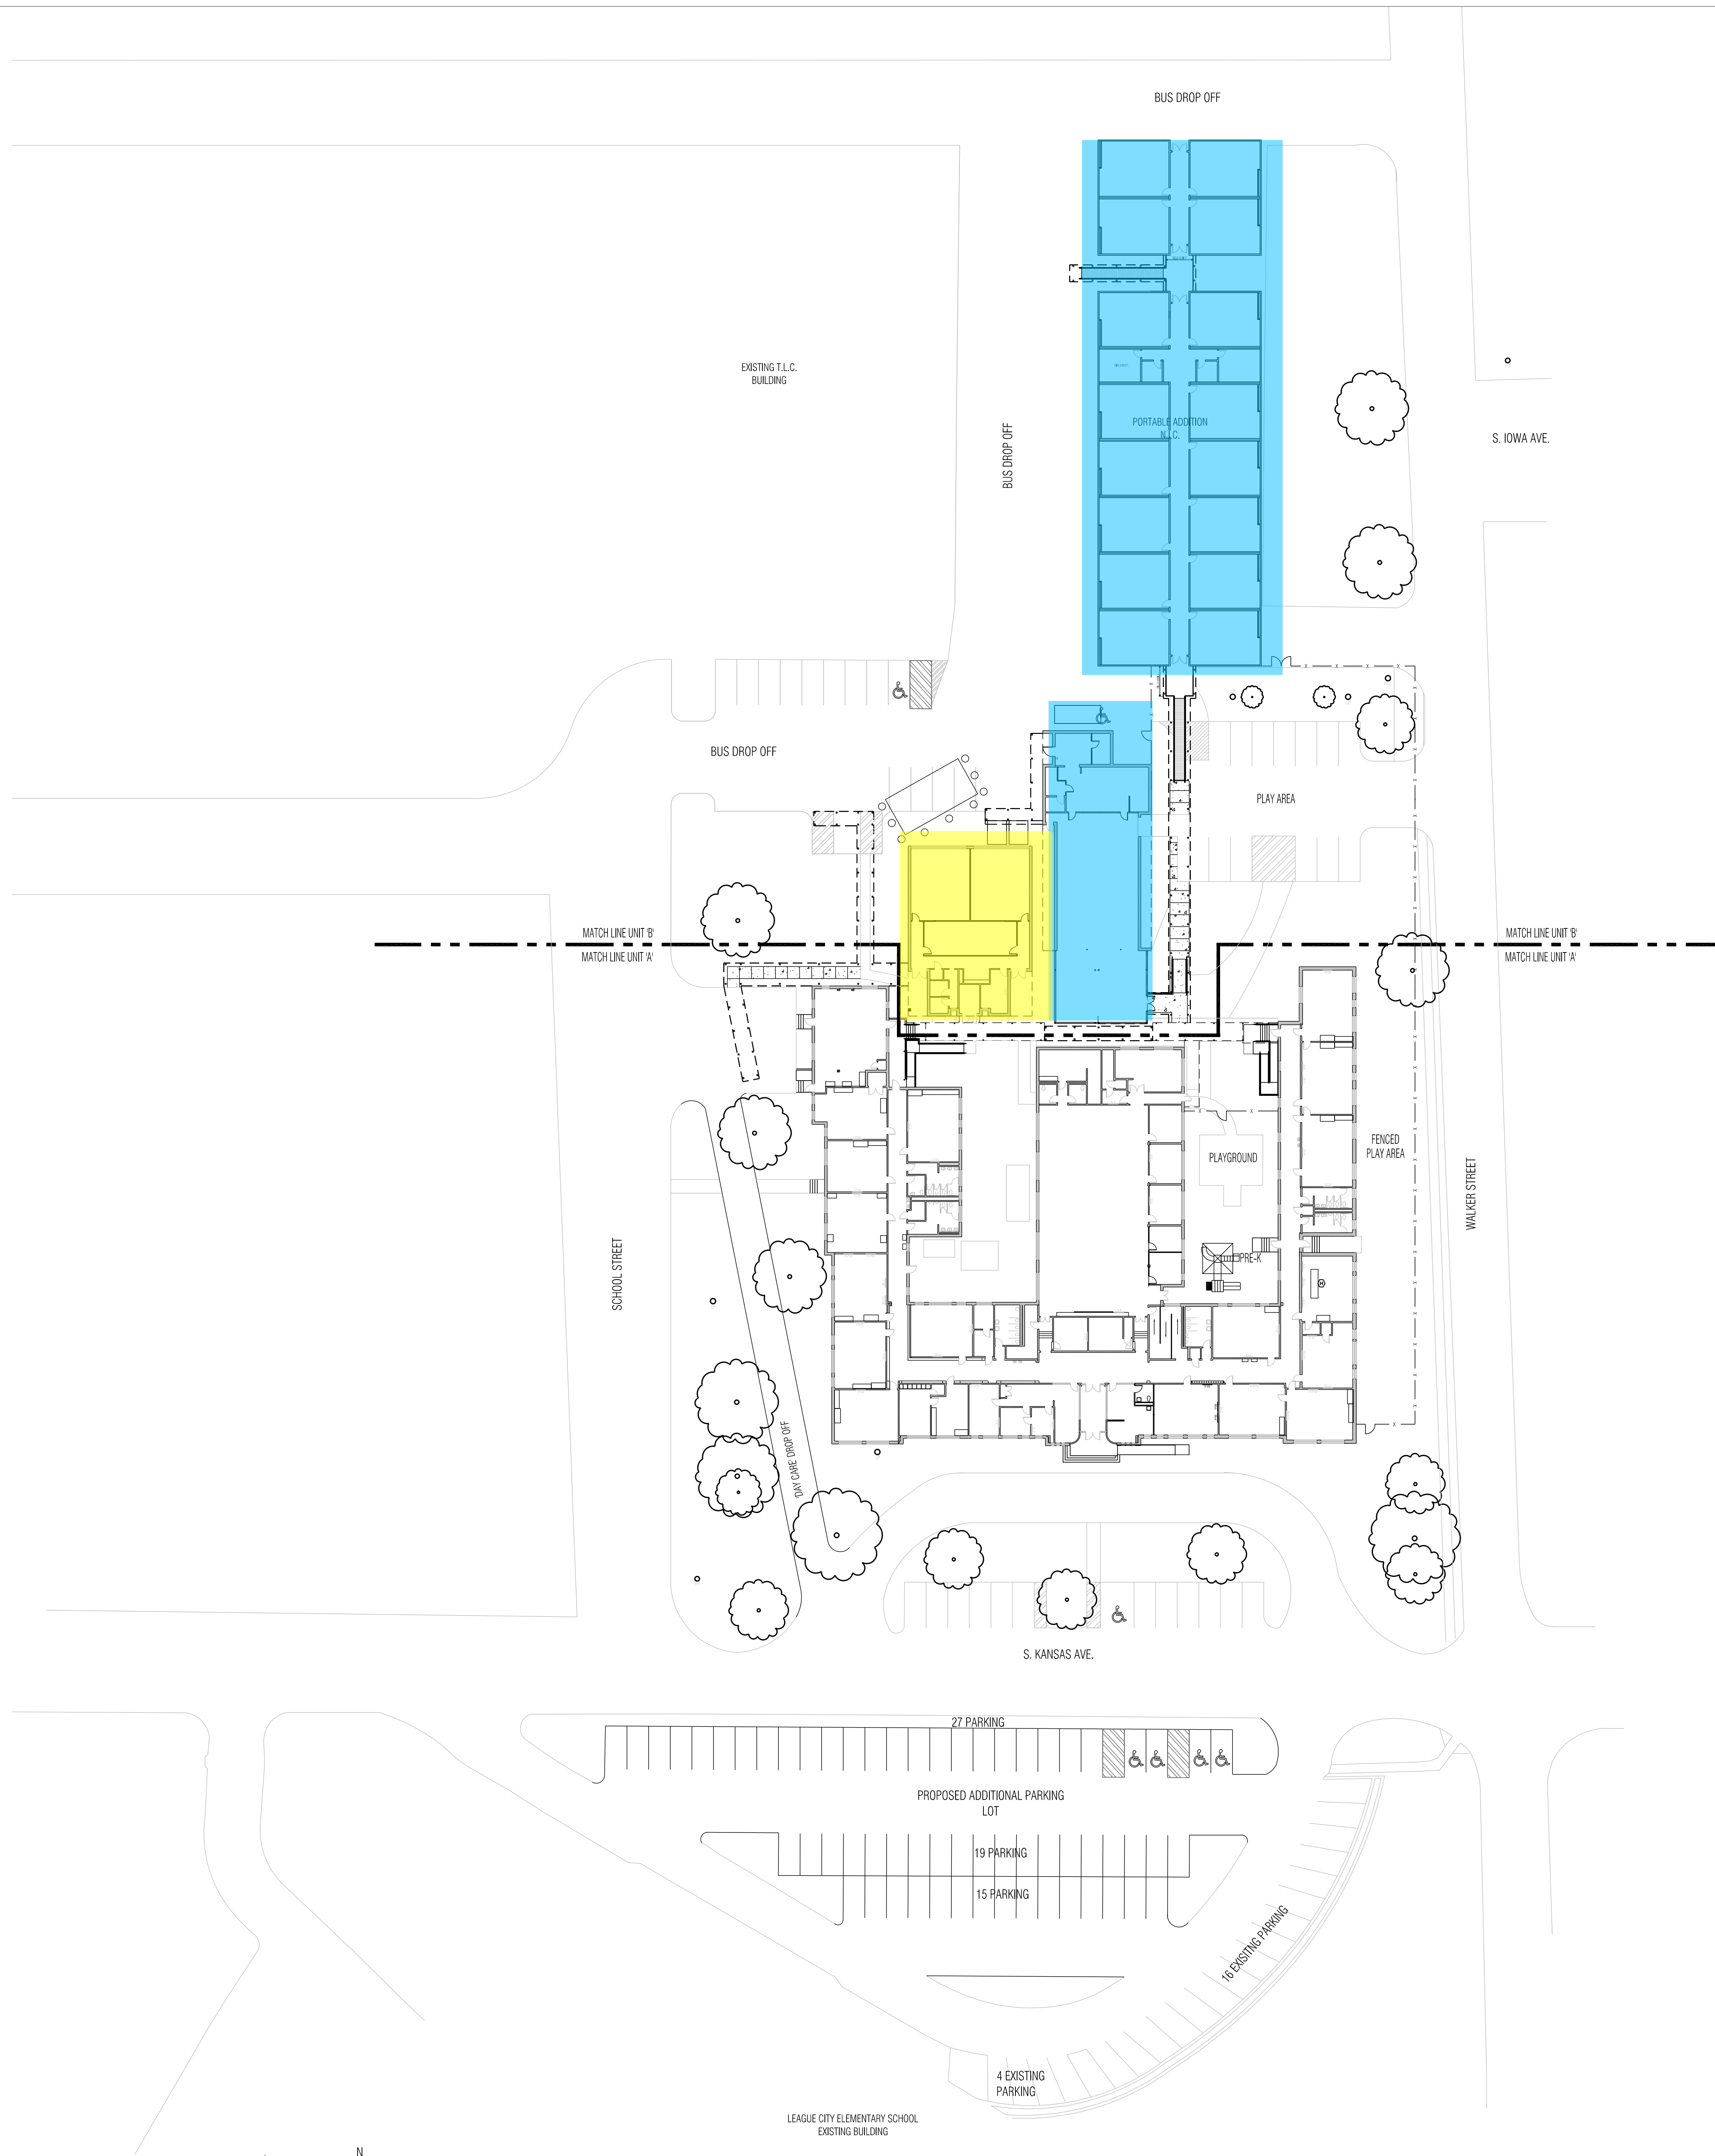 BUS DROP OFF
EXISTING T.L.C.
BUILDING
BUS DROP OFF
PORTABLE ADDITION
N.I.C.
S. IOWA AVE.
BUS DROP OFF
PLAY AREA
MATCH LINE UNIT 'B'
MATCH LINE UNIT 'A'
MATCH LINE UNIT 'B'
MATCH LINE UNIT 'A'
FENCED
PLAY AREA
PLAYGROUND
WALKER STREET
SCHOOL STREET
PRE-K
DAY CARE DROP OFF
S. KANSAS AVE.
27 PARKING
PROPOSED ADDITIONAL PARKING
LOT
19 PARKING
15 PARKING
16 EXISITNG PARKING
4 EXISTING
PARKING
LEAGUE CITY ELEMENTARY SCHOOL
EXISTING BUILDING
N